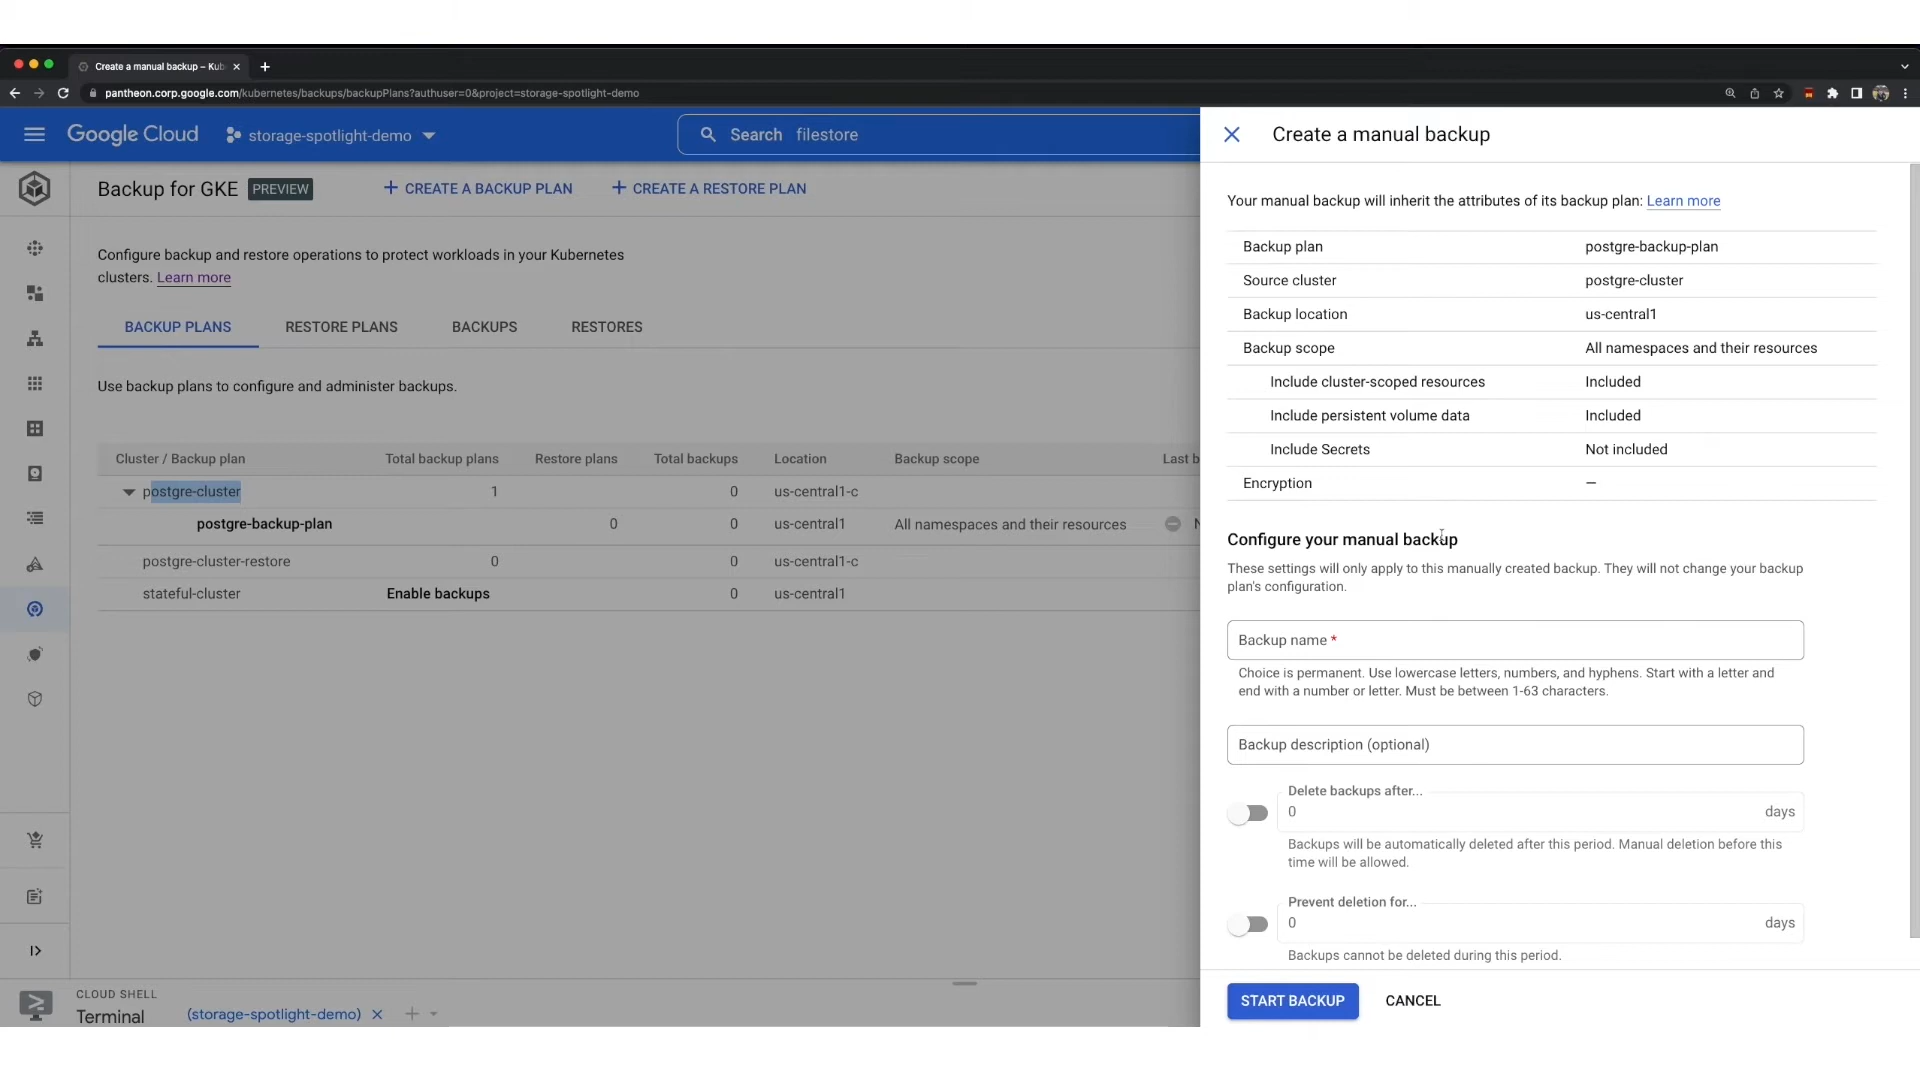 Create a manual backup – Kub
pantheon.corp.google.com/kubernetes/backups/backupPlans?authuser=0&project=storage-spotlight-demo
Google Cloud
storage-spotlight-demo
Search filestore
Backup for GKE PREVIEW
CREATE A BACKUP PLAN
CREATE A RESTORE PLAN
Configure backup and restore operations to protect workloads in your Kubernetes
clusters. Learn more
BACKUP PLANS RESTORE PLANS BACKUPS RESTORES
Use backup plans to configure and administer backups.
Cluster / Backup plan Total backup plans Restore plans Total backups Location Backup scope Last b
postgre-cluster 1 0 us-central1-c
postgre-backup-plan 0 0 us-central1 All namespaces and their resources N
postgre-cluster-restore 0 0 us-central1-c
stateful-cluster Enable backups 0 us-central1
CLOUD SHELL
Terminal (storage-spotlight-demo)
Create a manual backup
Your manual backup will inherit the attributes of its backup plan: Learn more
Backup plan postgre-backup-plan
Source cluster postgre-cluster
Backup location us-central1
Backup scope All namespaces and their resources
Include cluster-scoped resources Included
Include persistent volume data Included
Include Secrets Not included
Encryption —
Configure your manual backup
These settings will only apply to this manually created backup. They will not change your backup
plan's configuration.
Backup name *
Choice is permanent. Use lowercase letters, numbers, and hyphens. Start with a letter and
end with a number or letter. Must be between 1-63 characters.
Backup description (optional)
Delete backups after...
0 days
Backups will be automatically deleted after this period. Manual deletion before this
time will be allowed.
Prevent deletion for...
0 days
Backups cannot be deleted during this period.
START BACKUP CANCEL